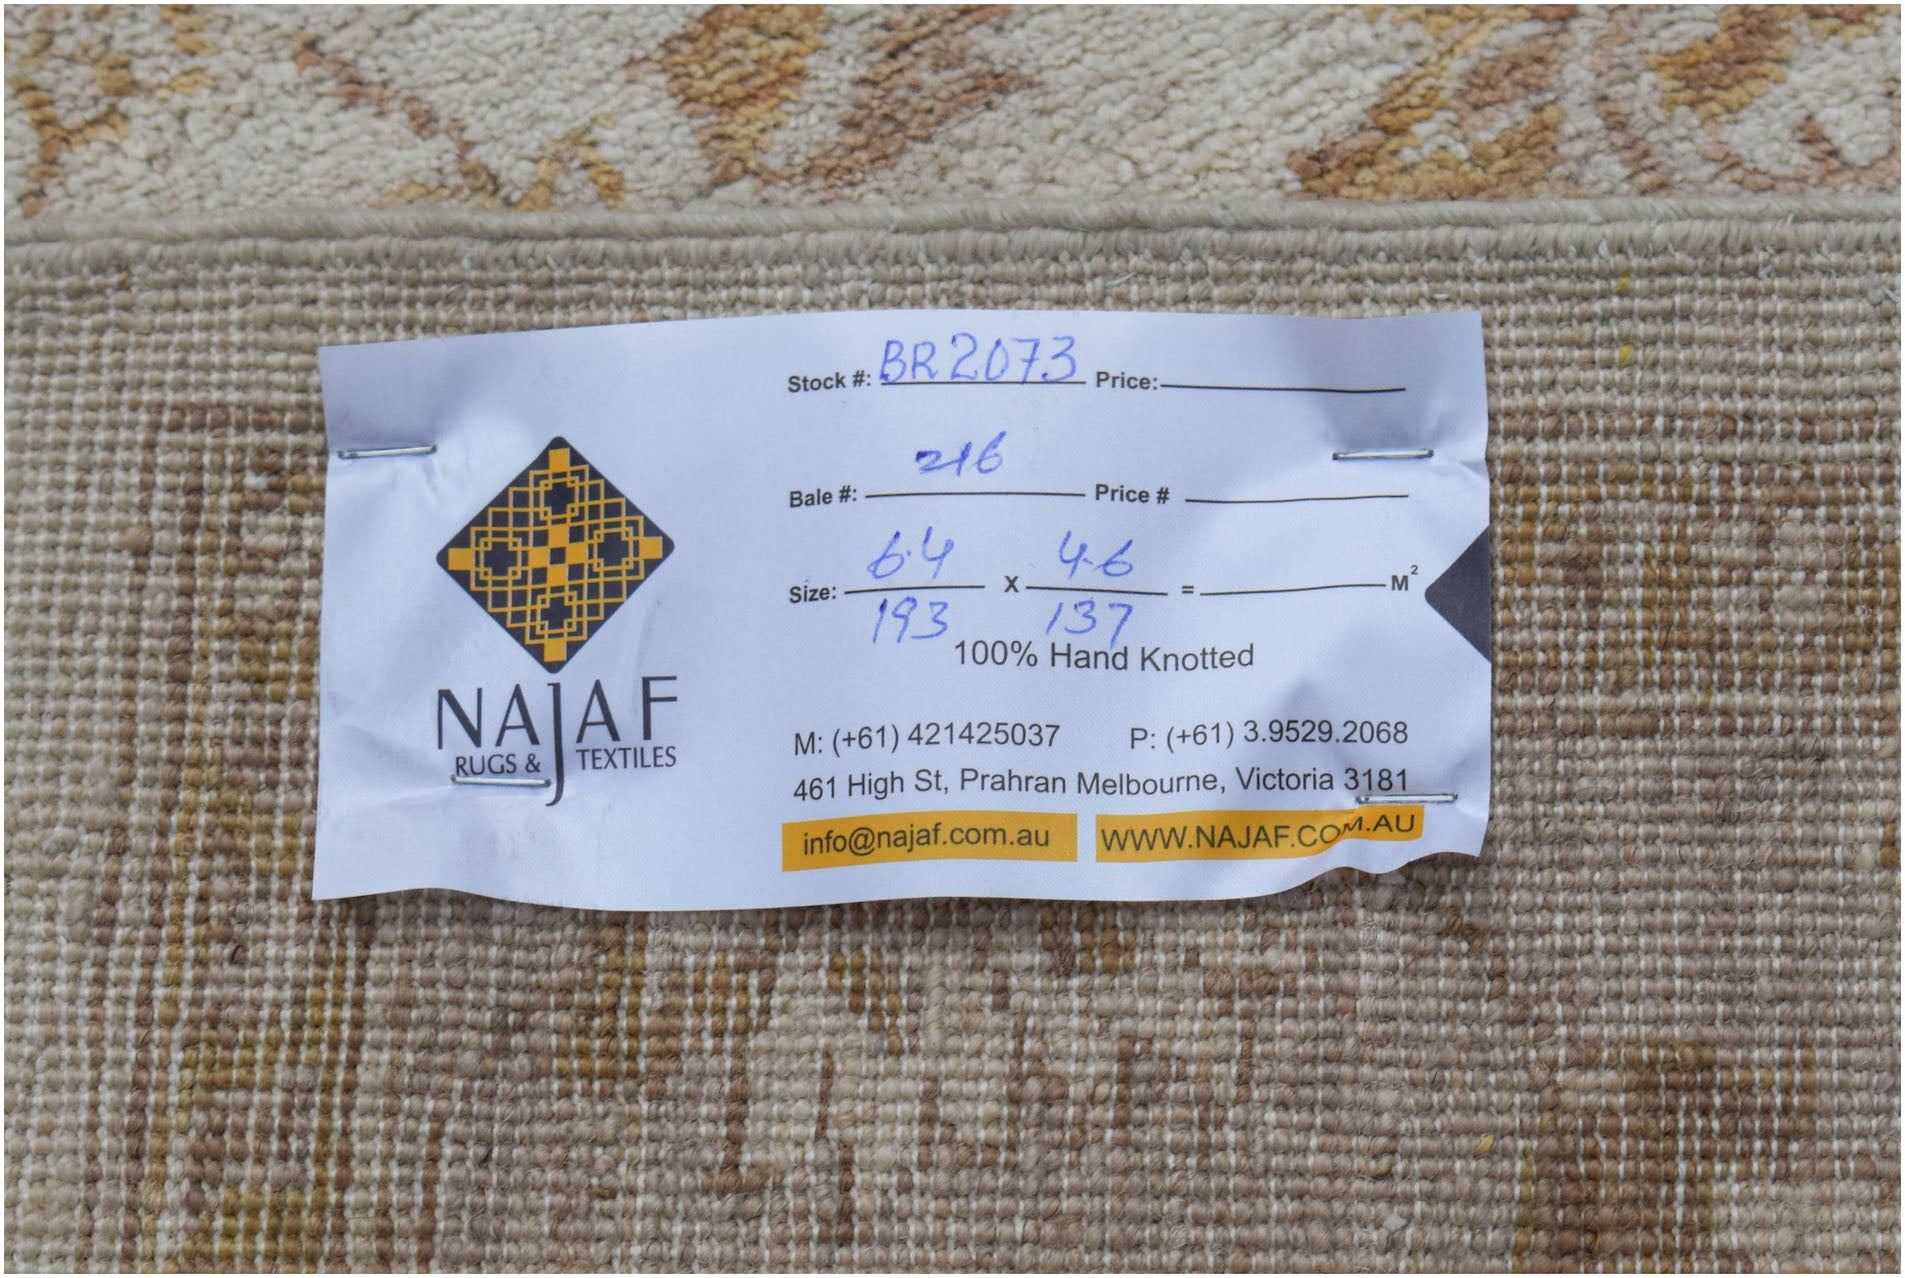 NAJAF
RUGS & TEXTILES
Stock #: BR2073 Price:
Bale #: 216 Price #
Size: 6.4 X 4.6 = M²
193 137
100% Hand Knotted
M: (+61) 421425037 P: (+61) 3.9529.2068
461 High St, Prahran Melbourne, Victoria 3181
info@najaf.com.au WWW.NAJAF.COM.AU